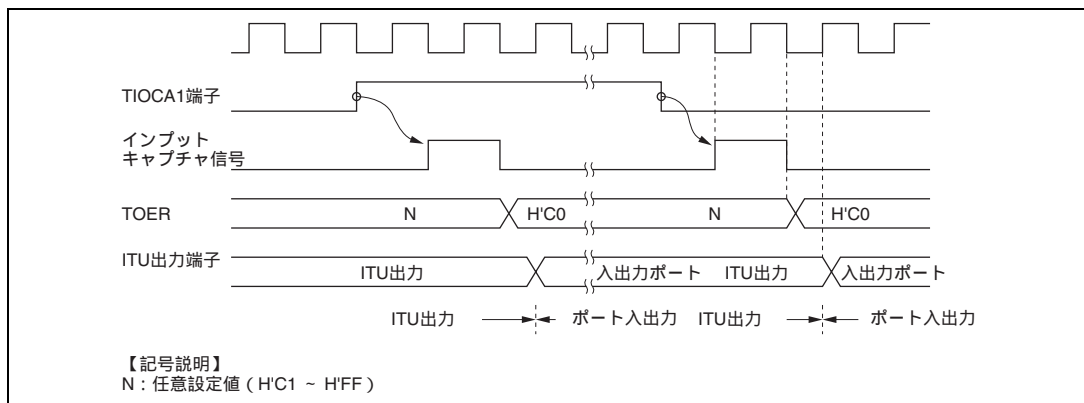 TIOCA1端子
インプット
キャプチャ信号
TOER N H'C0 N H'C0
ITU出力端子 ITU出力 入出力ポート ITU出力 入出力ポート
ITU出力 ポート入出力 ITU出力 ポート入出力
【記号説明】
N：任意設定値（H'C1 ~ H'FF）